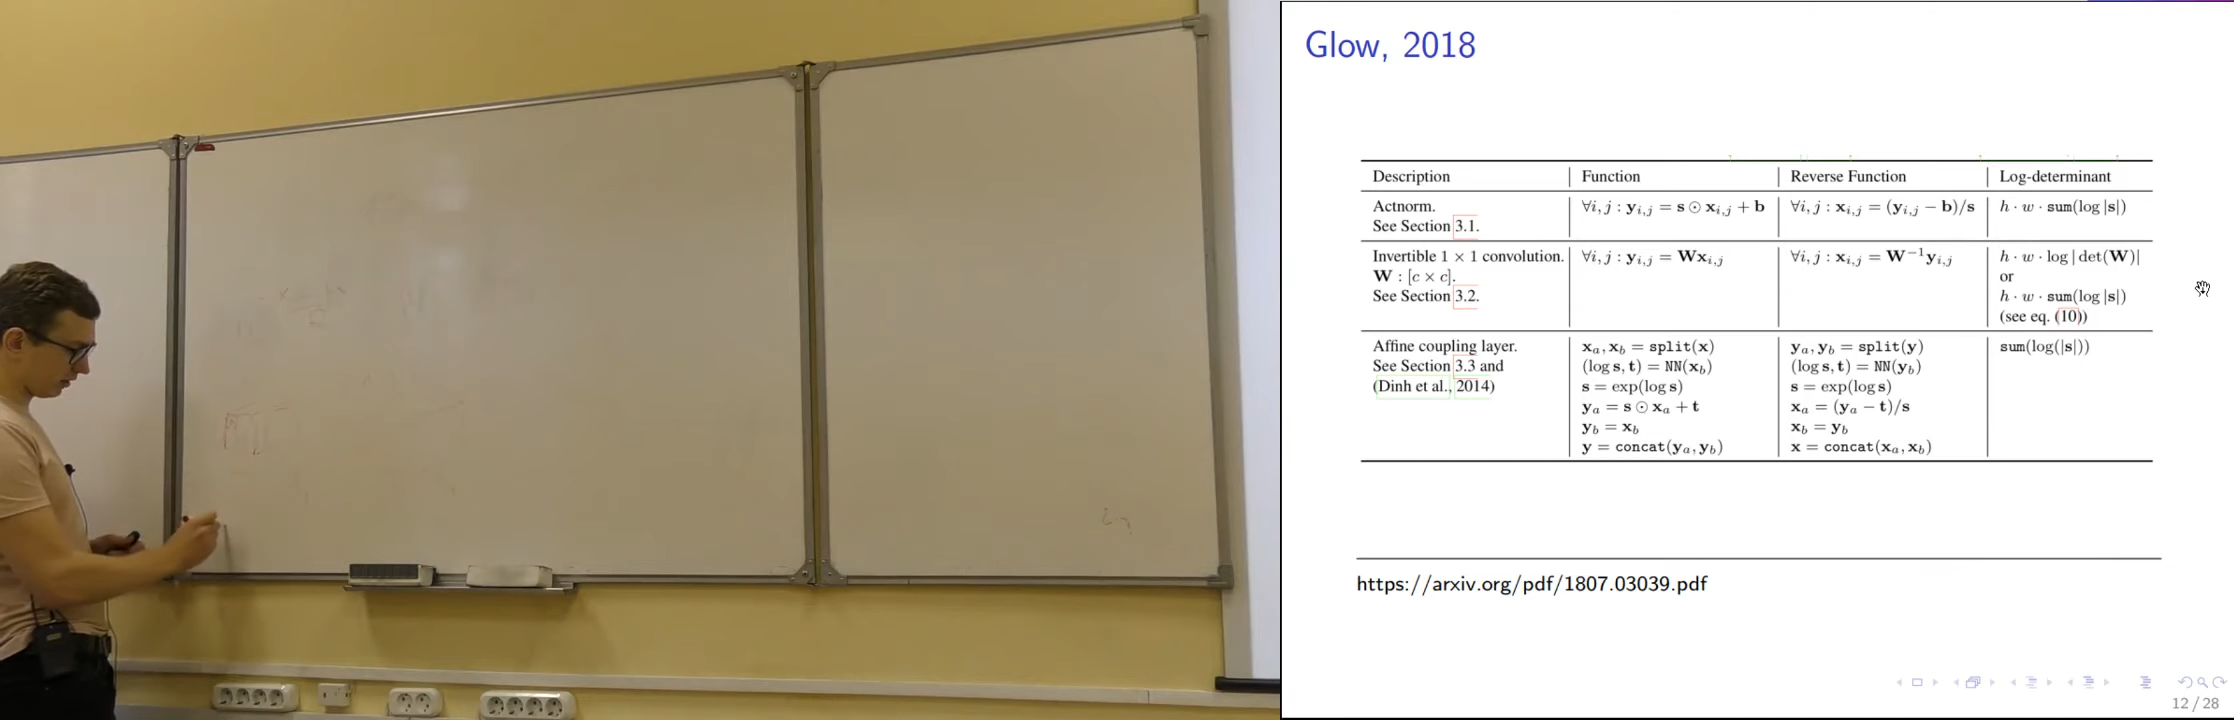 Glow, 2018
Description | Function | Reverse Function | Log-determinant
Actnorm. | ∀i, j : y_{i,j} = s ⊙ x_{i,j} + b | ∀i, j : x_{i,j} = (y_{i,j} − b)/s | h · w · sum(log |s|)
See Section 3.1.
Invertible 1 × 1 convolution. | ∀i, j : y_{i,j} = Wx_{i,j} | ∀i, j : x_{i,j} = W^{−1}y_{i,j} | h · w · log | det(W)|
W : [c × c]. | or
See Section 3.2. | h · w · sum(log |s|)
(see eq. (10))
Affine coupling layer. | x_a, x_b = split(x) | y_a, y_b = split(y) | sum(log(|s|))
See Section 3.3 and | (log s, t) = NN(x_b) | (log s, t) = NN(y_b)
(Dinh et al., 2014) | s = exp(log s) | s = exp(log s)
y_a = s ⊙ x_a + t | x_a = (y_a − t)/s
y_b = x_b | x_b = y_b
y = concat(y_a, y_b) | x = concat(x_a, x_b)
https://arxiv.org/pdf/1807.03039.pdf
12 / 28